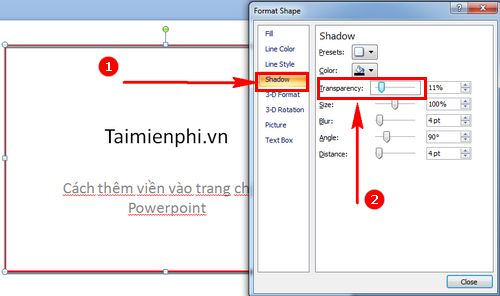 Format Shape
Fill
Line Color
Line Style
Shadow
3-D Format
3-D Rotation
Picture
Text Box
Shadow
Presets:
Color:
Transparency: 11%
Size: 100%
Blur: 4 pt
Angle: 90°
Distance: 4 pt
Close
1
2
Taimienphi.vn
Cách thêm viền vào trang ch
Powerpoint